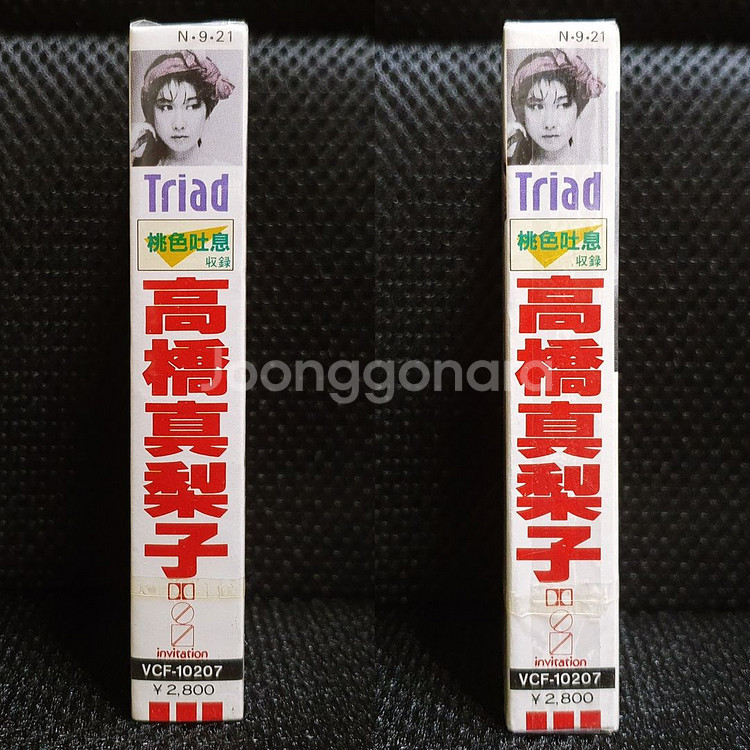 N・9・21
Triad
桃色吐息
収録
高橋真梨子
invitation
VCF-10207
¥2,800
N・9・21
Triad
桃色吐息
収録
高橋真梨子
invitation
VCF-10207
¥2,800
Joonggonara